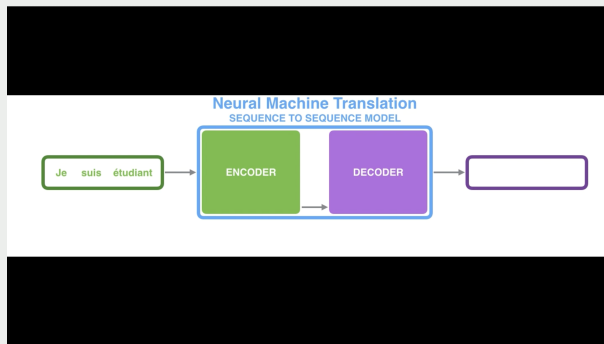 Neural Machine Translation
SEQUENCE TO SEQUENCE MODEL
Je suis étudiant
ENCODER
DECODER